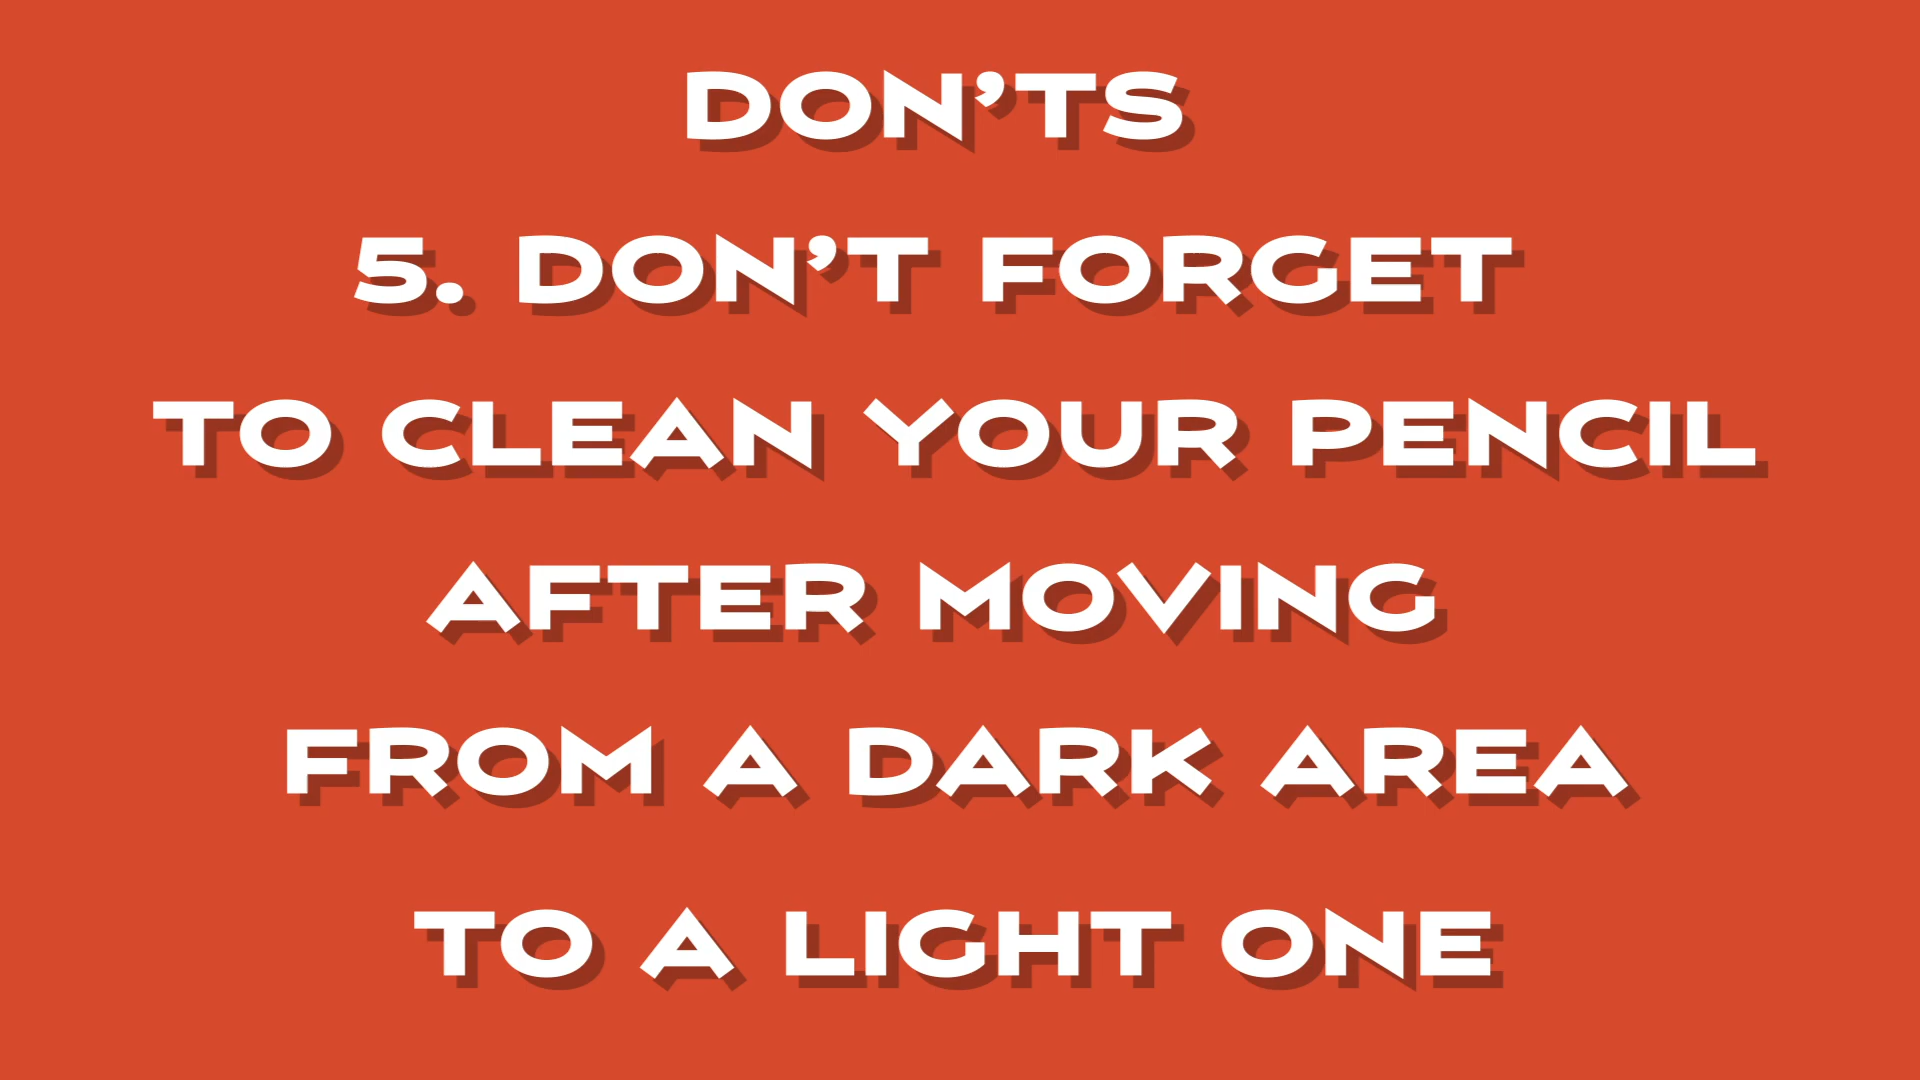 DON’TS
5. DON’T FORGET
TO CLEAN YOUR PENCIL
AFTER MOVING
FROM A DARK AREA
TO A LIGHT ONE